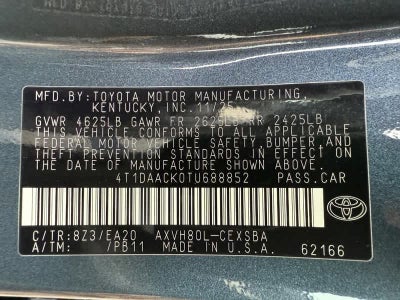 MFD.BY:TOYOTA MOTOR MANUFACTURING,
KENTUCKY,INC.11/25
GVWR 4625LB GAWR FR 2625LB RR 2425LB
THIS VEHICLE CONFORMS TO ALL APPLICABLE
FEDERAL MOTOR VEHICLE SAFETY,BUMPER,AND
THEFT PREVENTION STANDARDS IN EFFECT ON
THE DATE OF MANUFACTURE SHOWN ABOVE.
4T1DAACK0TU688852 PASS.CAR
C/TR:8Z3/EA20 AXVH80L-CEXSBA
A/TM: /PB11 MADE IN U.S.A. 62166